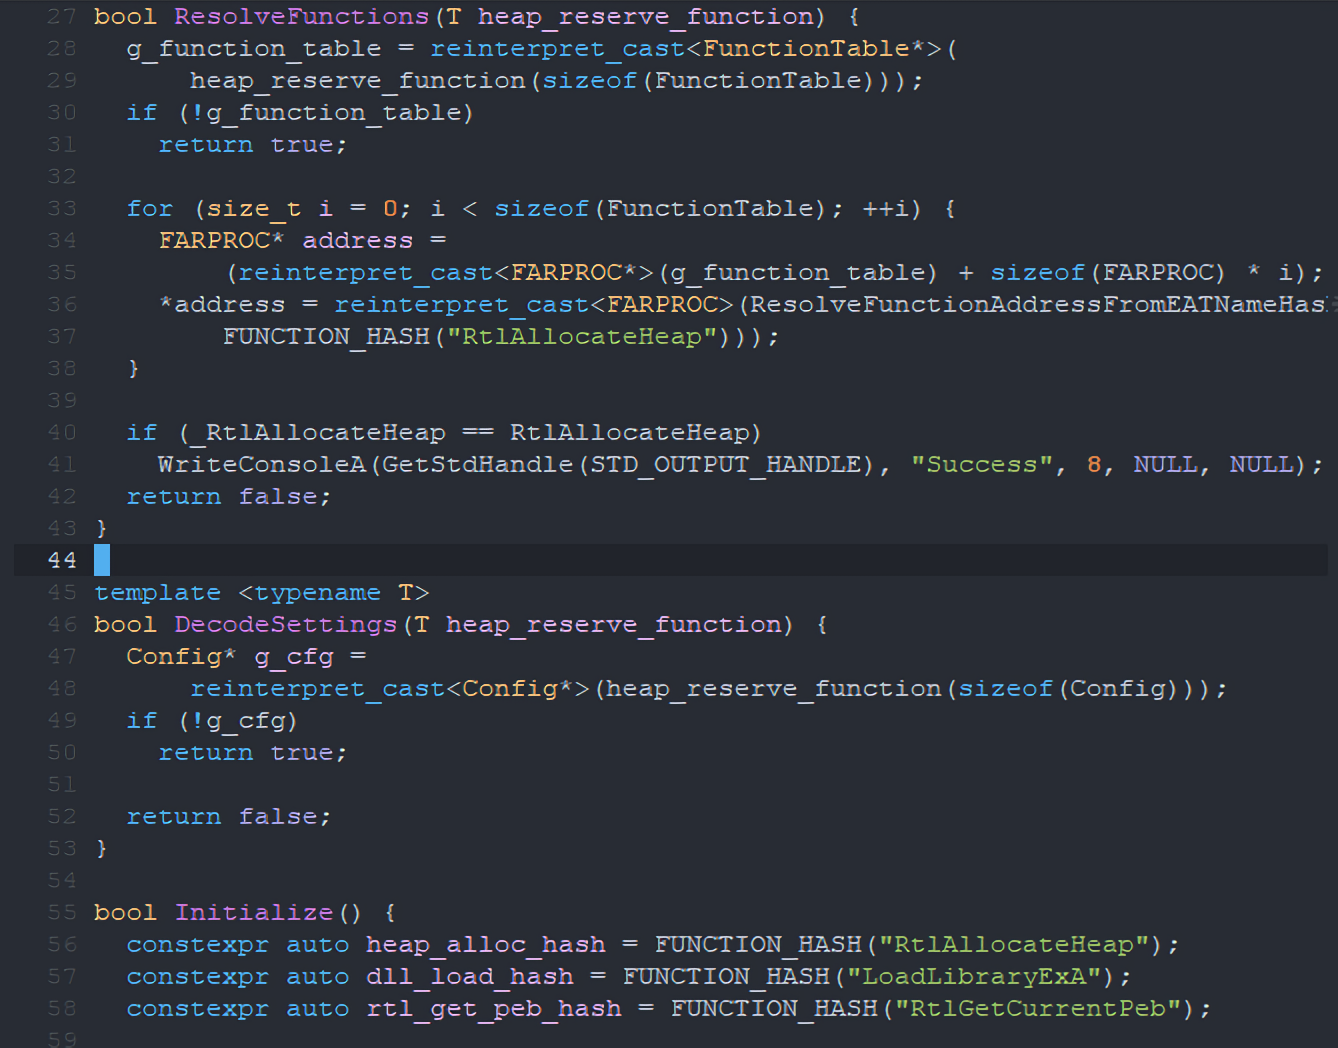 27 bool ResolveFunctions(T heap_reserve_function) {
28   g_function_table = reinterpret_cast<FunctionTable*>(
29       heap_reserve_function(sizeof(FunctionTable)));
30   if (!g_function_table)
31     return true;
32
33   for (size_t i = 0; i < sizeof(FunctionTable); ++i) {
34     FARPROC* address =
35         (reinterpret_cast<FARPROC*>(g_function_table) + sizeof(FARPROC) * i);
36     *address = reinterpret_cast<FARPROC>(ResolveFunctionAddressFromEATNameHas
37         FUNCTION_HASH("RtlAllocateHeap")));
38   }
39
40   if (_RtlAllocateHeap == RtlAllocateHeap)
41     WriteConsoleA(GetStdHandle(STD_OUTPUT_HANDLE), "Success", 8, NULL, NULL);
42   return false;
43 }
44
45 template <typename T>
46 bool DecodeSettings(T heap_reserve_function) {
47   Config* g_cfg =
48       reinterpret_cast<Config*>(heap_reserve_function(sizeof(Config)));
49   if (!g_cfg)
50     return true;
51
52   return false;
53 }
54
55 bool Initialize() {
56   constexpr auto heap_alloc_hash = FUNCTION_HASH("RtlAllocateHeap");
57   constexpr auto dll_load_hash = FUNCTION_HASH("LoadLibraryExA");
58   constexpr auto rtl_get_peb_hash = FUNCTION_HASH("RtlGetCurrentPeb");
59